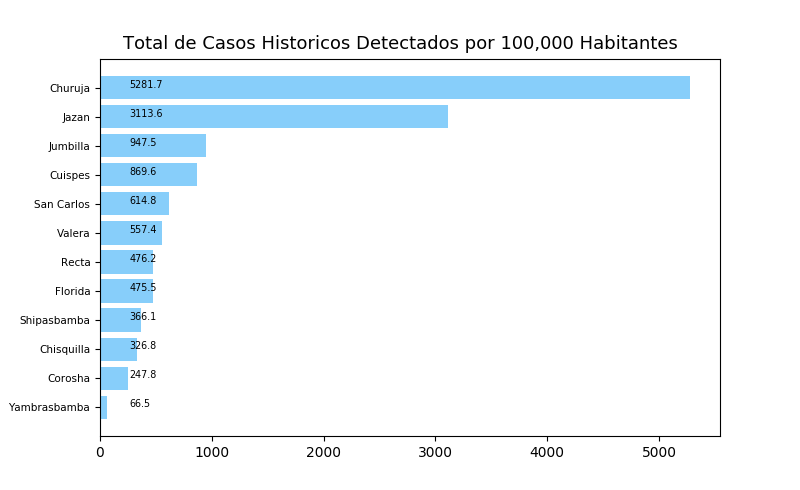 Total de Casos Historicos Detectados por 100,000 Habitantes
Churuja 5281.7
Jazan 3113.6
Jumbilla 947.5
Cuispes 869.6
San Carlos 614.8
Valera 557.4
Recta 476.2
Florida 475.5
Shipasbamba 366.1
Chisquilla 326.8
Corosha 247.8
Yambrasbamba 66.5
0 1000 2000 3000 4000 5000